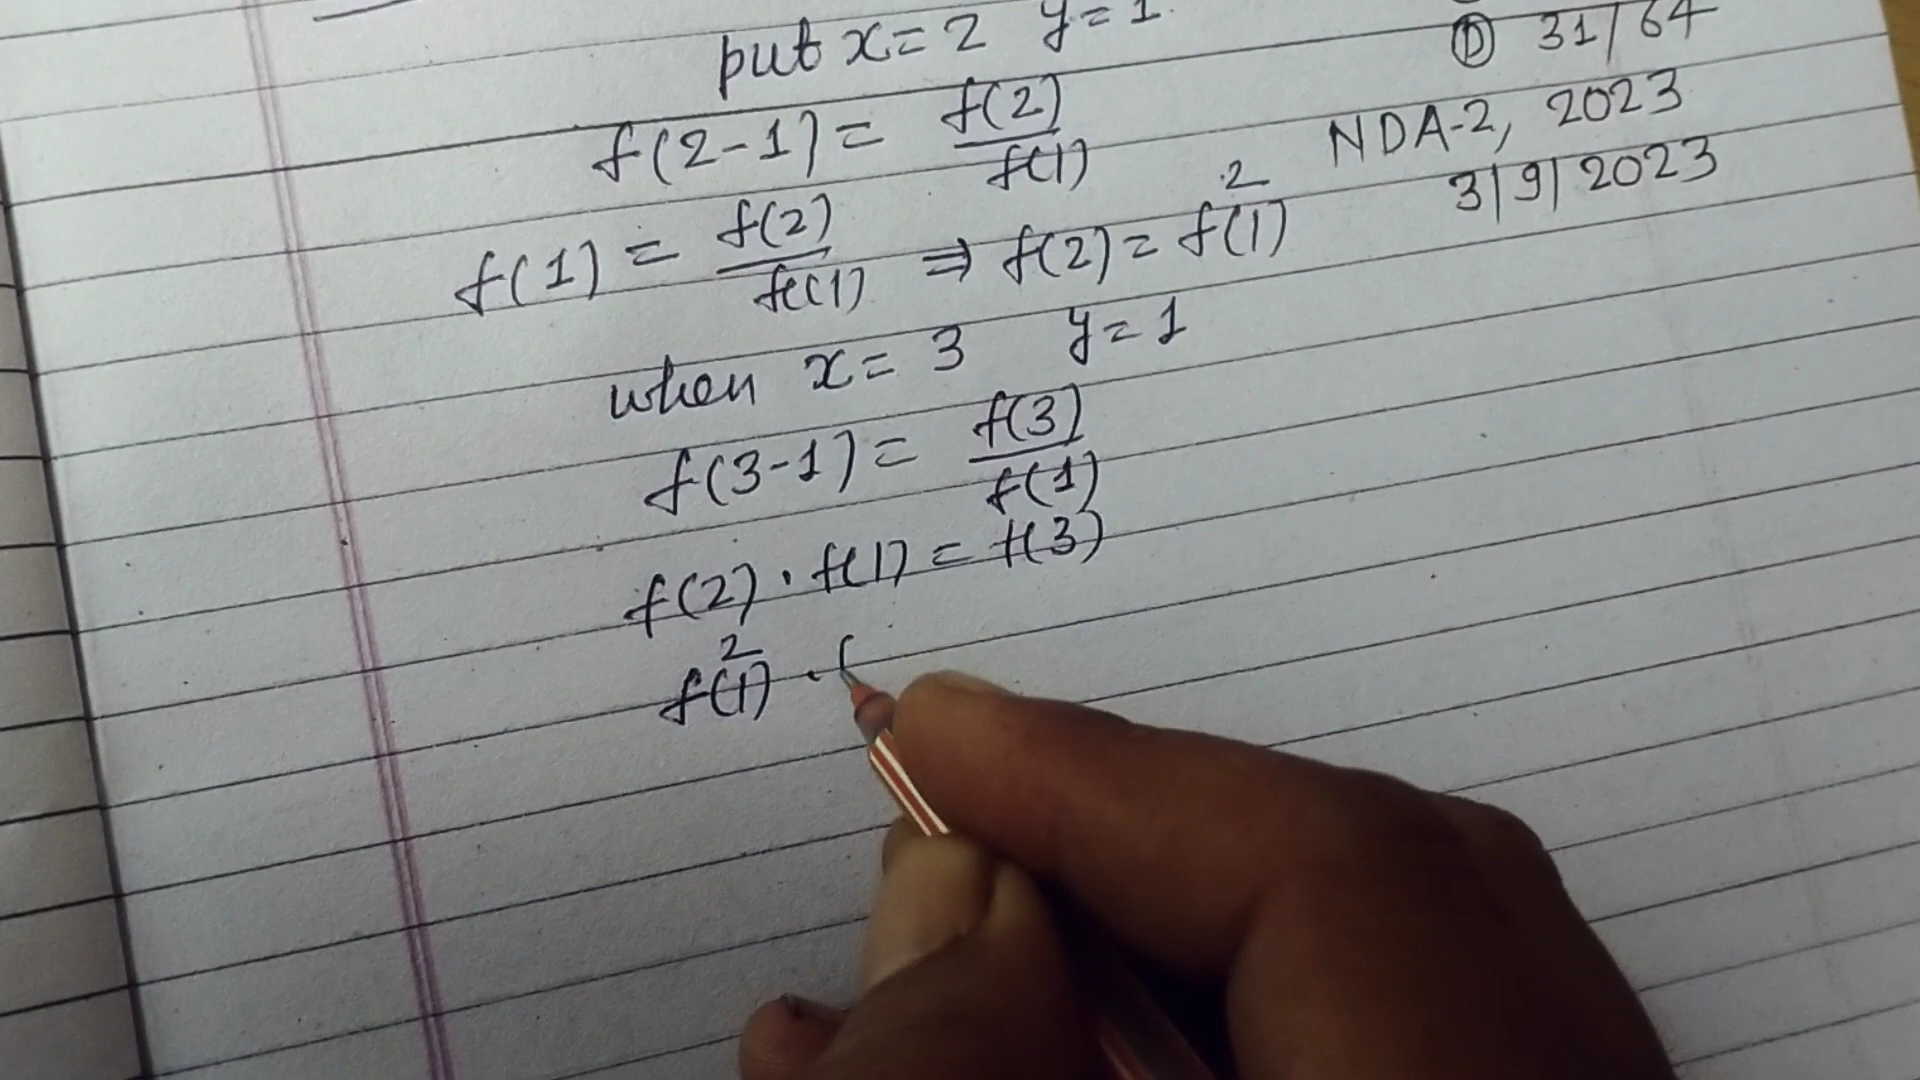 put x = 2 y = 1
Ⓓ 31/64
f(2-1) = f(2)/f(1)
NDA-2, 2023
3/9/2023
f(1) = f(2)/f(1) ⇒ f(2) = f²(1)
when x = 3 y = 1
f(3-1) = f(3)/f(1)
f(2) · f(1) = f(3)
f²(1) ·